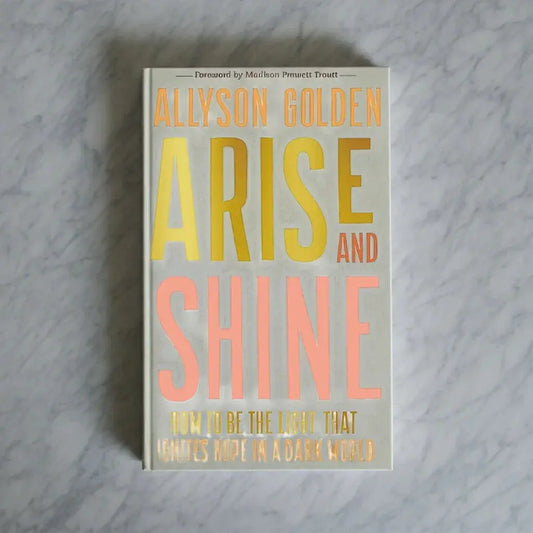 Foreword by Madison Prewett Troutt
ALLYSON GOLDEN
ARISE
AND
SHINE
HOW TO BE THE LIGHT THAT
IGNITES HOPE IN A DARK WORLD